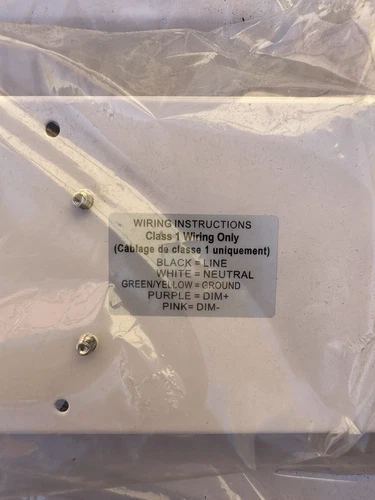 WIRING INSTRUCTIONS
Class 1 Wiring Only
(Cablage de classe 1 uniquement)
BLACK = LINE
WHITE = NEUTRAL
GREEN/YELLOW = GROUND
PURPLE = DIM+
PINK= DIM-